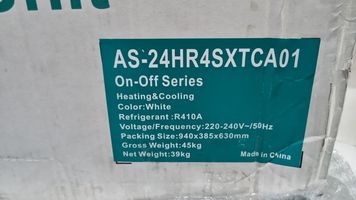 AS-24HR4SXTCA01
On-Off Series
Heating&Cooling
Color:White
Refrigerant :R410A
Voltage/Frequency:220-240V~/50Hz
Packing Size:940x385x630mm
Gross Weight:45kg
Net Weight:39kg
Made in China